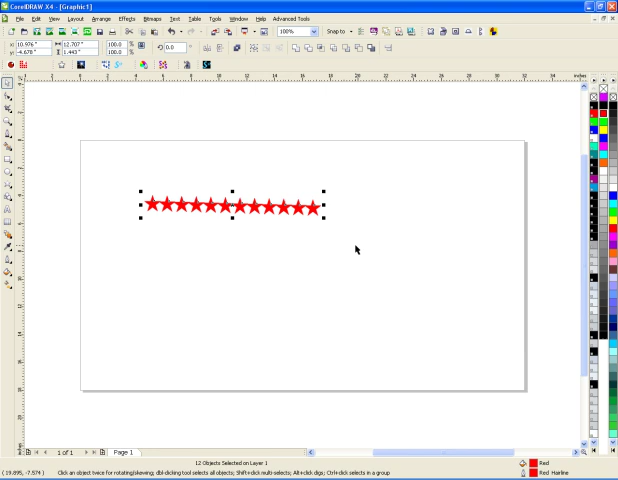 CorelDRAW X4 - [Graphic1]
File Edit View Layout Arrange Effects Bitmaps Text Table Tools Window Help Advanced Tools
100% Snap to
x: 10.976 " 12.707 " 100.0 %
y: -4.678 " 1.443 " 100.0 %
0.0 °
inches
1 of 1 Page 1
12 Objects Selected on Layer 1 Red
( 19.895, -7.574 ) Click an object twice for rotating/skewing; dbl-clicking tool selects all objects; Shift+click multi-selects; Alt+click digs; Ctrl+click selects in a group Red Hairline